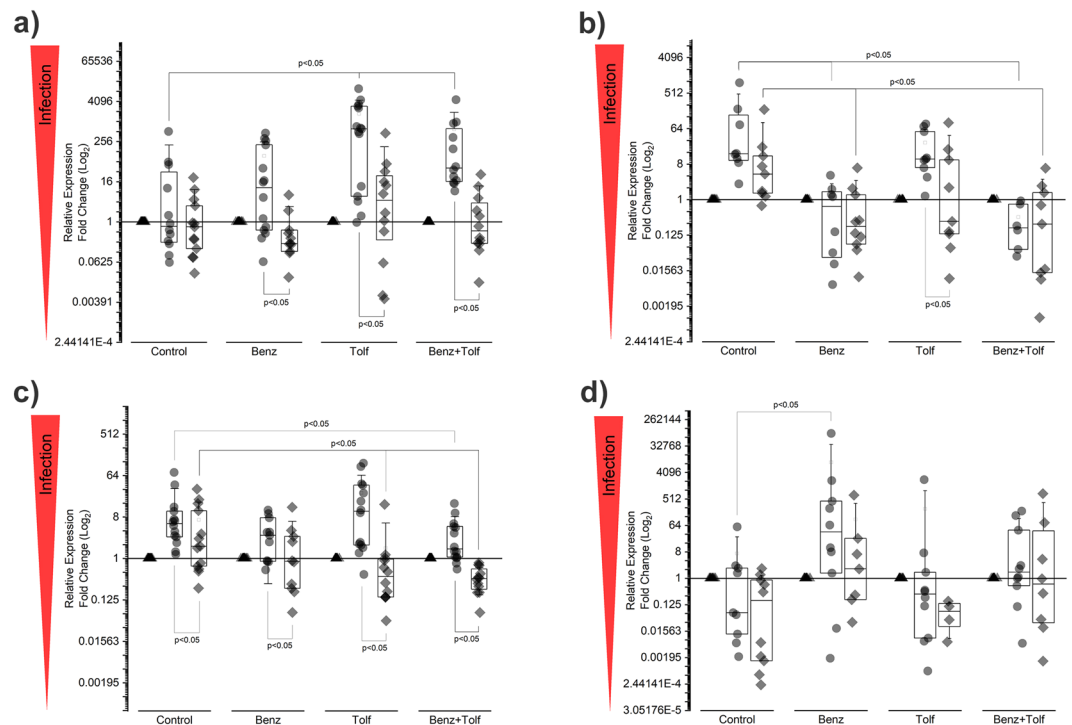 a)
Infection
Relative Expression
Fold Change (Log2)
65536
4096
256
16
1
0.0625
0.00391
2.44141E-4
p<0.05
p<0.05
p<0.05
p<0.05
Control
Benz
Tolf
Benz+Tolf
b)
Infection
Relative Expression
Fold Change (Log2)
4096
512
64
8
1
0.125
0.01563
0.00195
2.44141E-4
p<0.05
p<0.05
p<0.05
Control
Benz
Tolf
Benz+Tolf
c)
Infection
Relative Expression
Fold Change (Log2)
512
64
8
1
0.125
0.01563
0.00195
p<0.05
p<0.05
p<0.05
p<0.05
p<0.05
p<0.05
Control
Benz
Tolf
Benz+Tolf
d)
Infection
Relative Expression
Fold Change (Log2)
262144
32768
4096
512
64
8
1
0.125
0.01563
0.00195
2.44141E-4
3.05176E-5
p<0.05
Control
Benz
Tolf
Benz+Tolf